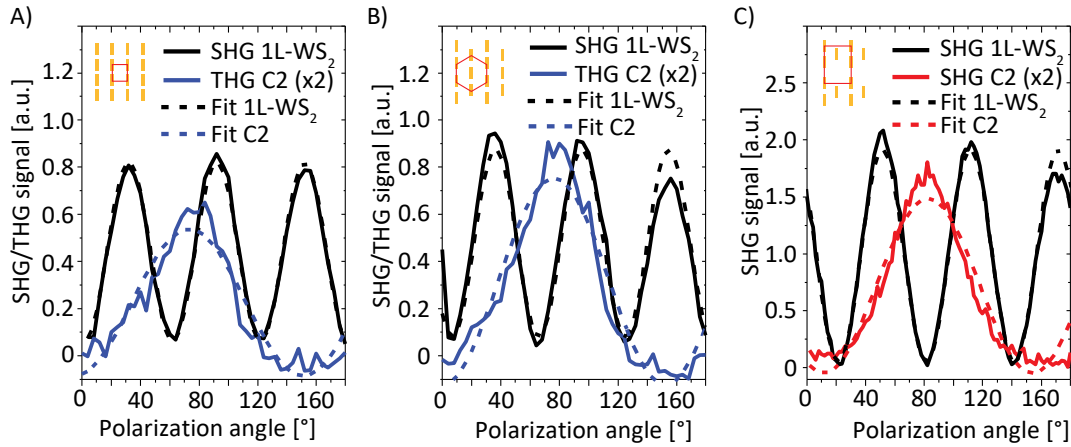 A)
SHG 1L-WS2
THG C2 (x2)
Fit 1L-WS2
Fit C2
SHG/THG signal [a.u.]
1.2
1.0
0.8
0.6
0.4
0.2
0
0 40 80 120 160
Polarization angle [°]
B)
SHG 1L-WS2
THG C2 (x2)
Fit 1L-WS2
Fit C2
SHG/THG signal [a.u.]
1.2
1.0
0.8
0.6
0.4
0.2
0
0 40 80 120 160
Polarization angle [°]
C)
SHG 1L-WS2
SHG C2 (x2)
Fit 1L-WS2
Fit C2
SHG signal [a.u.]
2.5
2.0
1.5
1.0
0.5
0
0 40 80 120 160
Polarization angle [°]